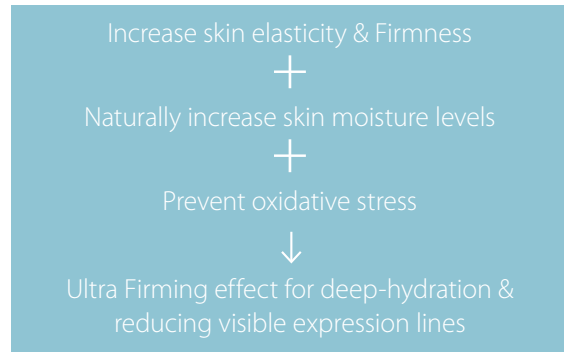 Increase skin elasticity & Firmness
+
Naturally increase skin moisture levels
+
Prevent oxidative stress
↓
Ultra Firming effect for deep-hydration &
reducing visible expression lines